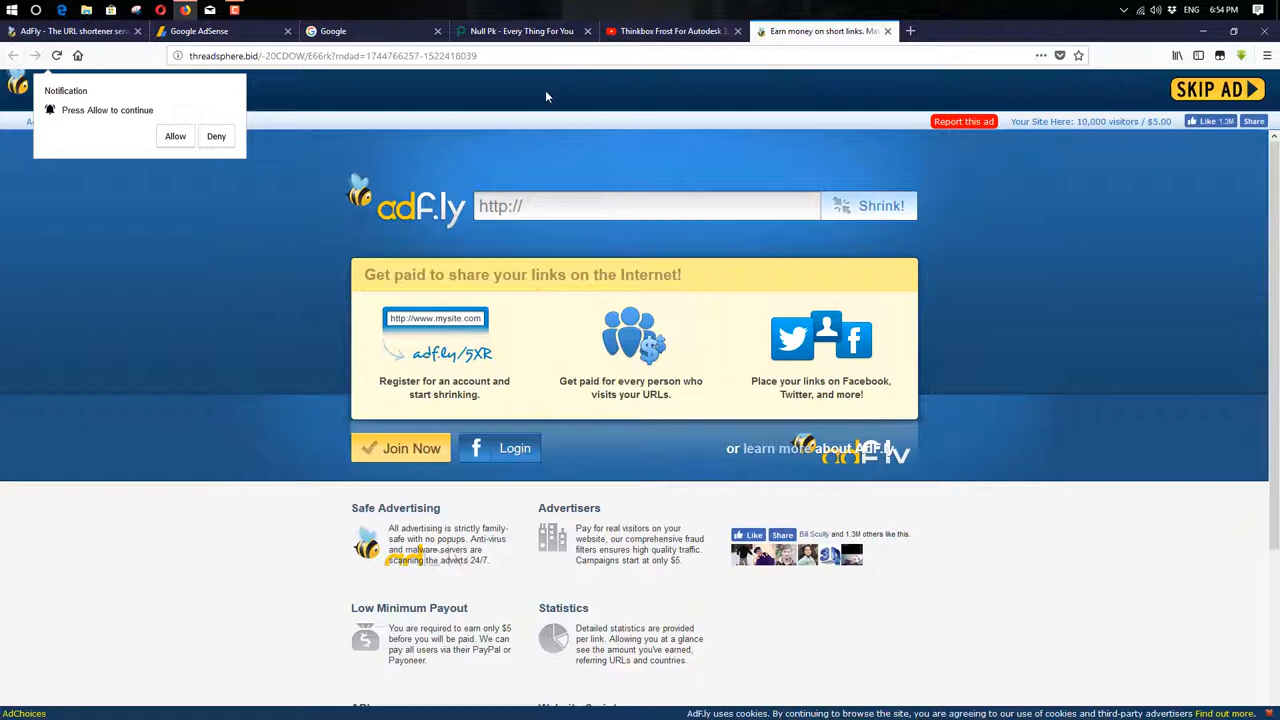 6:54 PM
AdFly - The URL shortener serv
Google AdSense
Google
Null Pk - Every Thing For You
Thinkbox Frost For Autodesk 3
Earn money on short links. Ma
threadsphere.bid/-20CDOW/E66rk?rndad=1744766257-1522418039
Notification
Press Allow to continue
Allow
Deny
SKIP AD
Report this ad
Your Site Here: 10,000 visitors / $5.00
Like 1.3M
Share
adf.ly
http://
Shrink!
Get paid to share your links on the Internet!
http://www.mysite.com
adf.ly/5XR
Register for an account and
start shrinking.
Get paid for every person who
visits your URLs.
Place your links on Facebook,
Twitter, and more!
Join Now
Login
or learn more about AdF.ly
adf.ly
Safe Advertising
All advertising is strictly family-
safe with no popups. Anti-virus
and malware servers are
scanning the adverts 24/7.
Advertisers
Pay for real visitors on your
website, our comprehensive fraud
filters ensures high quality traffic.
Campaigns start at only $5.
Like
Share
Bill Scully and 1.3M others like this.
Low Minimum Payout
You are required to earn only $5
before you will be paid. We can
pay all users via their PayPal or
Payoneer.
Statistics
Detailed statistics are provided
per link. Allowing you at a glance
see the amount you've earned,
referring URLs and countries.
AdChoices
AdF.ly uses cookies. By continuing to browse the site, you are agreeing to our use of cookies and third-party advertisers Find out more.